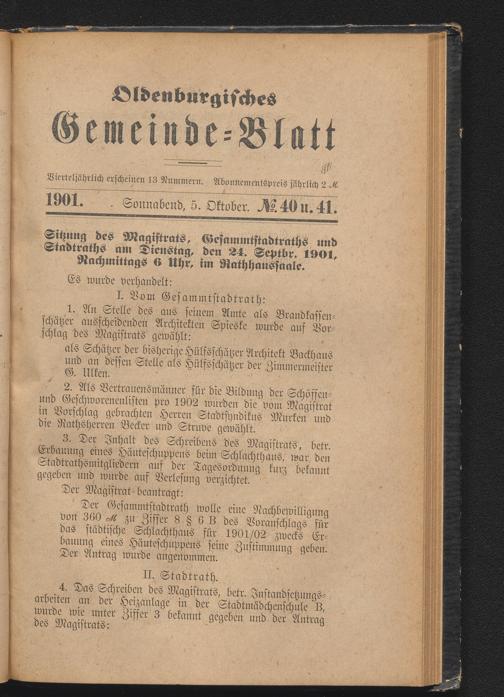 Oldenburgisches
Gemeinde-Blatt
Vierteljährlich erscheinen 13 Nummern. Abonnementspreis jährlich 2 ℳ
1901. Sonnabend, 5. Oktober. № 40 u. 41.
Sitzung des Magistrats, Gesammtstadtraths und
Stadtraths am Dienstag, den 24. Septbr. 1901,
Nachmittags 6 Uhr, im Rathhaussaale.
Es wurde verhandelt:
I. Vom Gesammtstadtrath:
1. An Stelle des aus seinem Amte als Brandkassen-
schätzer ausscheidenden Architekten Spieske wurde auf Vor-
schlag des Magistrats gewählt:
als Schätzer der bisherige Hülfsschätzer Architekt Backhaus
und an dessen Stelle als Hülfsschätzer der Zimmermeister
G. Ulken.
2. Als Vertrauensmänner für die Bildung der Schöffen-
und Geschworenenlisten pro 1902 wurden die vom Magistrat
in Vorschlag gebrachten Herren Stadtsyndikus Murken und
die Rathsherren Becker und Struve gewählt.
3. Der Inhalt des Schreibens des Magistrats, betr.
Erbauung eines Häuteschuppens beim Schlachthaus, war den
Stadtrathsmitgliedern auf der Tagesordnung kurz bekannt
gegeben und wurde auf Verlesung verzichtet.
Der Magistrat beantragt:
Der Gesammtstadtrath wolle eine Nachbewilligung
von 360 ℳ zu Ziffer 8 § 6 B des Voranschlags für
das städtische Schlachthaus für 1901/02 zwecks Er-
bauung eines Häuteschuppens seine Zustimmung geben.
Der Antrag wurde angenommen.
II. Stadtrath.
4. Das Schreiben des Magistrats, betr. Instandsetzungs-
arbeiten an der Heizanlage in der Stadtmädchenschule B,
wurde wie unter Ziffer 3 bekannt gegeben und der Antrag
des Magistrats: